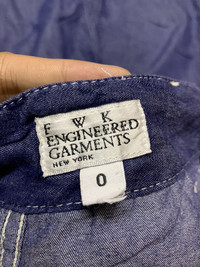 F W K
ENGINEERED
GARMENTS
NEW YORK
0